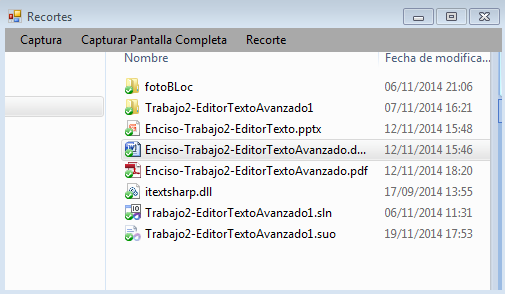 Recortes
Captura Capturar Pantalla Completa Recorte
Nombre Fecha de modifica...
fotoBLoc 06/11/2014 21:06
Trabajo2-EditorTextoAvanzado1 07/11/2014 16:21
Enciso-Trabajo2-EditorTexto.pptx 12/11/2014 15:48
Enciso-Trabajo2-EditorTextoAvanzado.d... 12/11/2014 15:46
Enciso-Trabajo2-EditorTextoAvanzado.pdf 12/11/2014 18:20
itextsharp.dll 17/09/2014 13:55
Trabajo2-EditorTextoAvanzado1.sln 06/11/2014 11:31
Trabajo2-EditorTextoAvanzado1.suo 19/11/2014 17:53